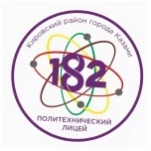 Кировский район города Казани
182
ПОЛИТЕХНИЧЕСКИЙ
ЛИЦЕЙ